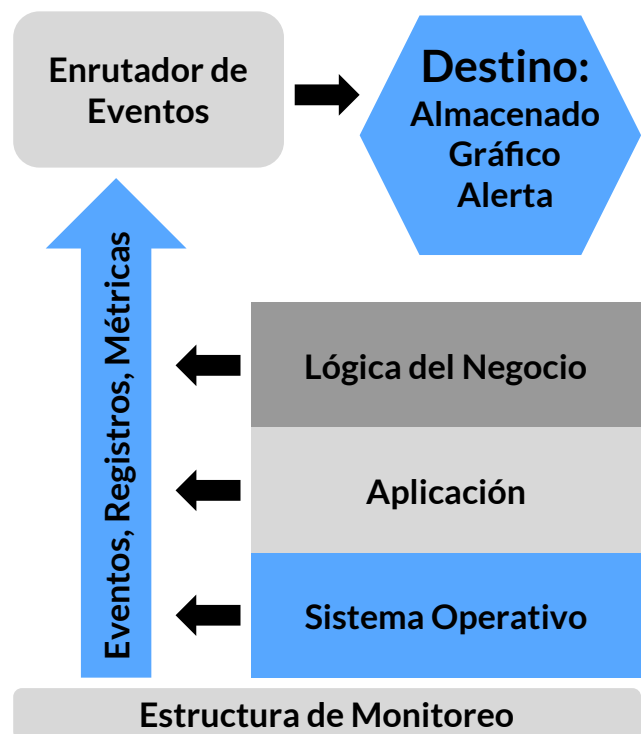 Enrutador de
Eventos
Destino:
Almacenado
Gráfico
Alerta
Eventos, Registros, Métricas
Lógica del Negocio
Aplicación
Sistema Operativo
Estructura de Monitoreo